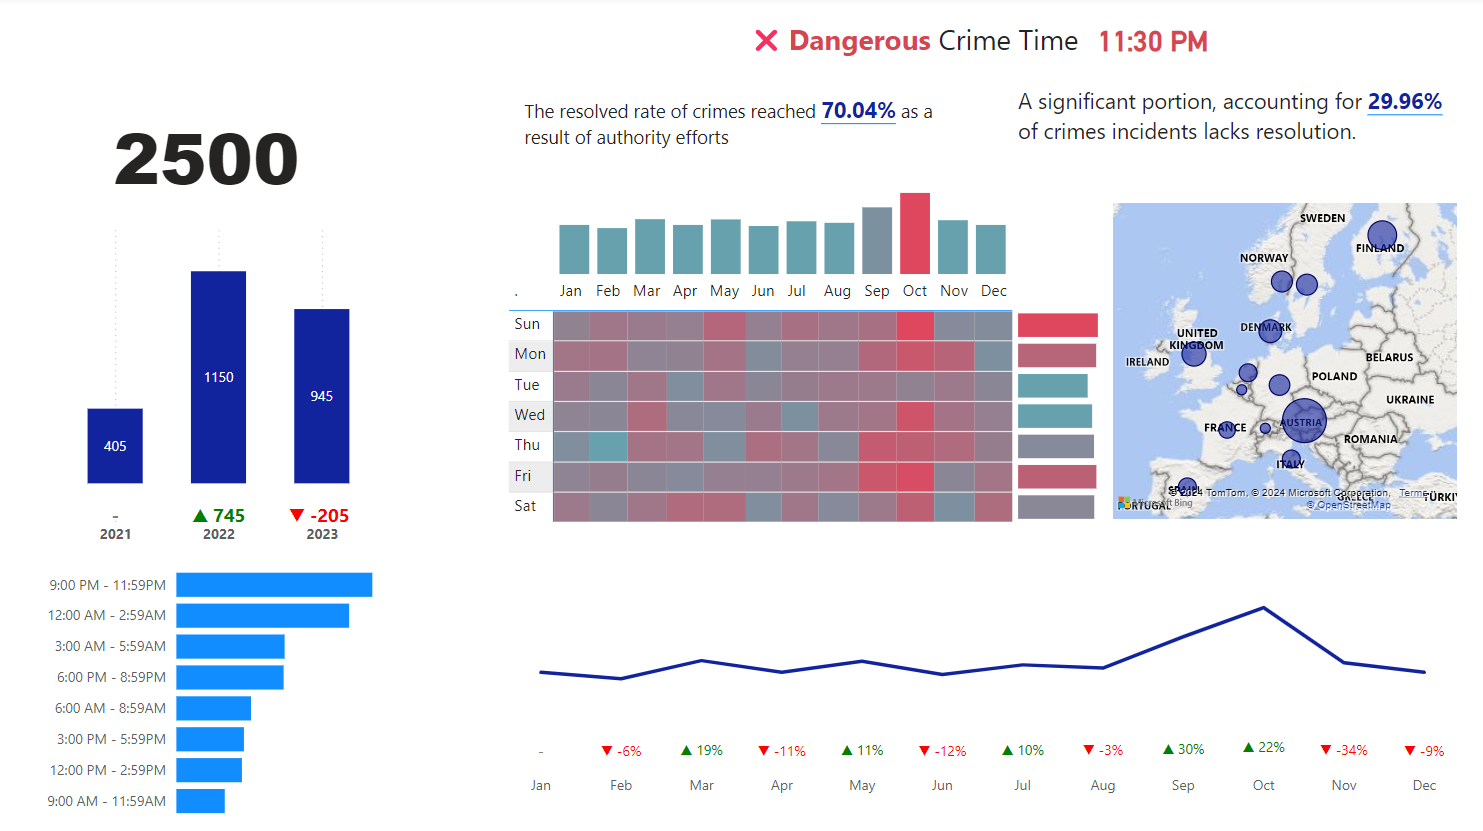 ✕ Dangerous Crime Time 11:30 PM
The resolved rate of crimes reached 70.04% as a
result of authority efforts
A significant portion, accounting for 29.96%
of crimes incidents lacks resolution.
2500
405
1150
945
-
▲ 745
▼ -205
2021
2022
2023
9:00 PM - 11:59PM
12:00 AM - 2:59AM
3:00 AM - 5:59AM
6:00 PM - 8:59PM
6:00 AM - 8:59AM
3:00 PM - 5:59PM
12:00 PM - 2:59PM
9:00 AM - 11:59AM
. Jan Feb Mar Apr May Jun Jul Aug Sep Oct Nov Dec
Sun
Mon
Tue
Wed
Thu
Fri
Sat
SWEDEN
FINLAND
NORWAY
DENMARK
UNITED
KINGDOM
IRELAND
BELARUS
POLAND
UKRAINE
FRANCE
AUSTRIA
ROMANIA
ITALY
SPAIN
© 2024 TomTom, © 2024 Microsoft Corporation, Terms
GREECE
TÜRKİY
Microsoft Bing
PORTUGAL
© OpenStreetMap
- ▼ -6% ▲ 19% ▼ -11% ▲ 11% ▼ -12% ▲ 10% ▼ -3% ▲ 30% ▲ 22% ▼ -34% ▼ -9%
Jan Feb Mar Apr May Jun Jul Aug Sep Oct Nov Dec